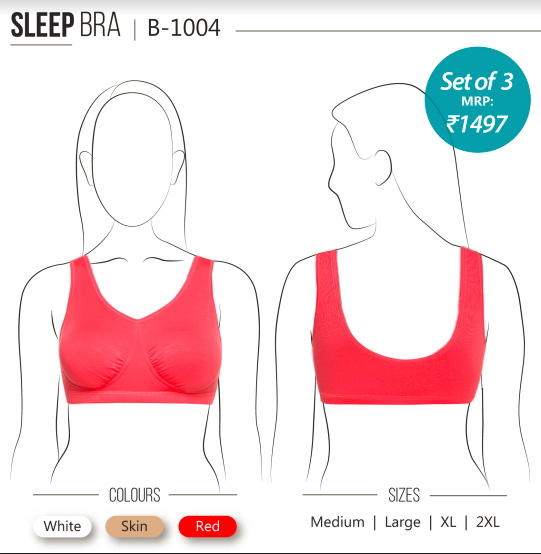 SLEEP BRA | B-1004
Set of 3
MRP:
₹1497
COLOURS
White
Skin
Red
SIZES
Medium | Large | XL | 2XL